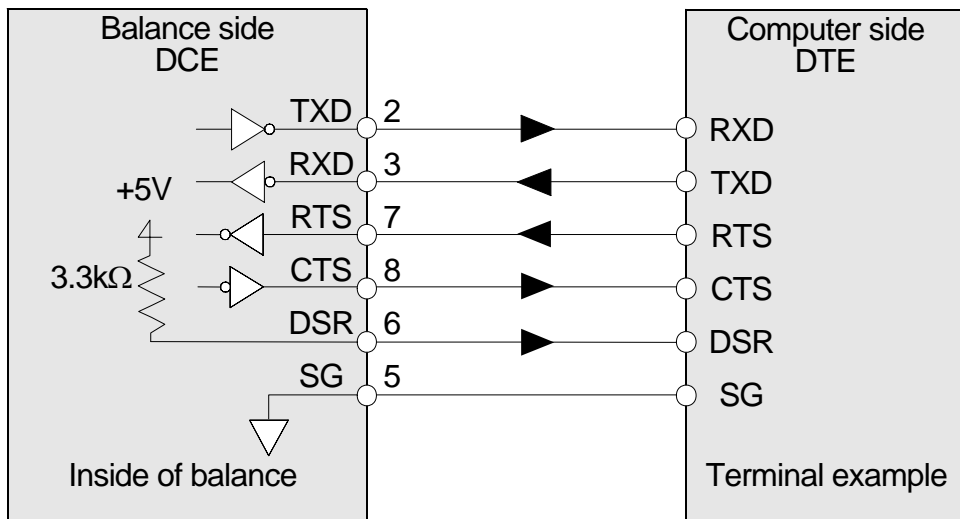 Balance side
DCE
Computer side
DTE
TXD 2
RXD
RXD 3
TXD
+5V
RTS 7
RTS
3.3kΩ
CTS 8
CTS
DSR 6
DSR
SG 5
SG
Inside of balance
Terminal example